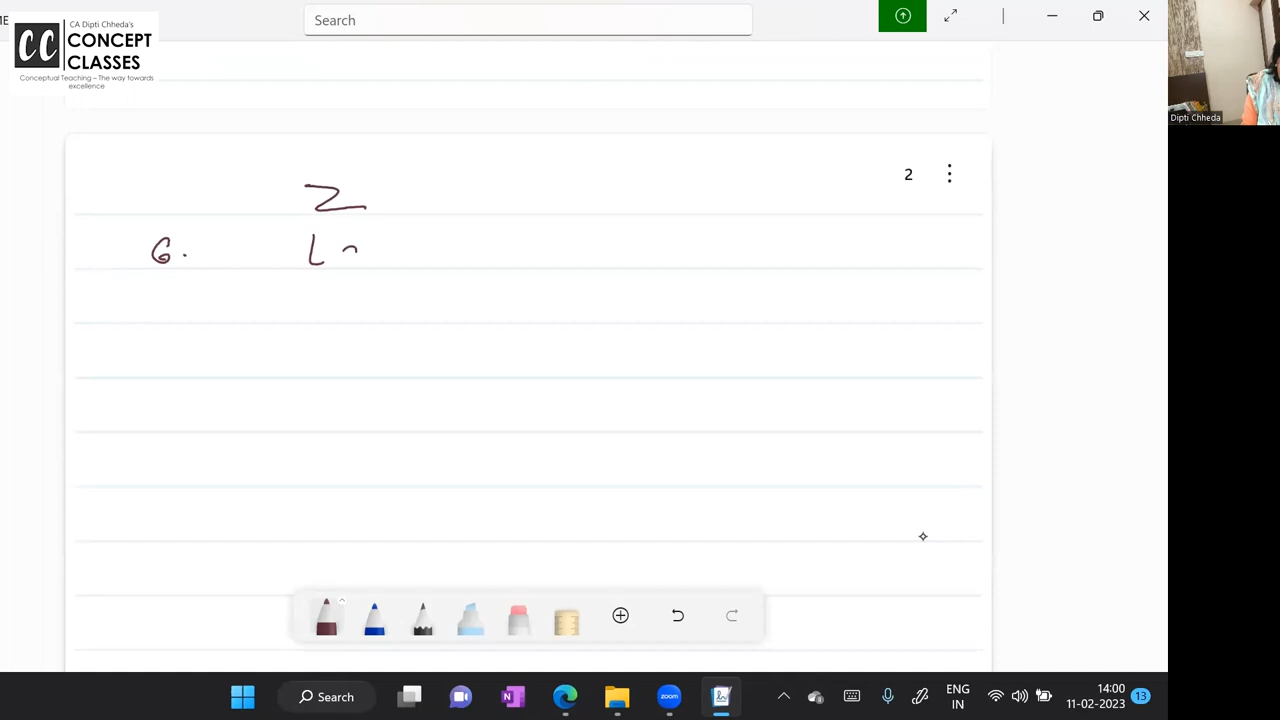 Search
CC
CA Dipti Chheda's
CONCEPT
CLASSES
Conceptual Teaching – The way towards
excellence
Dipti Chheda
2
Z
6.
Search
ENG
IN
14:00
11-02-2023
13